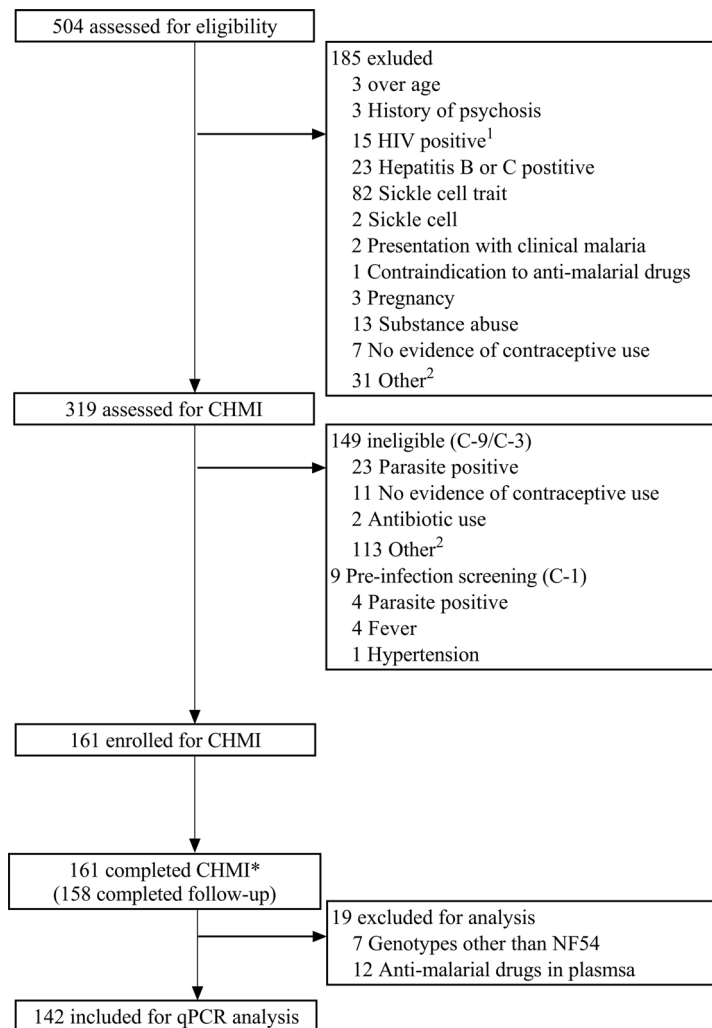 504 assessed for eligibility
185 exluded
3 over age
3 History of psychosis
15 HIV positive1
23 Hepatitis B or C postitive
82 Sickle cell trait
2 Sickle cell
2 Presentation with clinical malaria
1 Contraindication to anti-malarial drugs
3 Pregnancy
13 Substance abuse
7 No evidence of contraceptive use
31 Other2
319 assessed for CHMI
149 ineligible (C-9/C-3)
23 Parasite positive
11 No evidence of contraceptive use
2 Antibiotic use
113 Other2
9 Pre-infection screening (C-1)
4 Parasite positive
4 Fever
1 Hypertension
161 enrolled for CHMI
161 completed CHMI*
(158 completed follow-up)
19 excluded for analysis
7 Genotypes other than NF54
12 Anti-malarial drugs in plasmsa
142 included for qPCR analysis